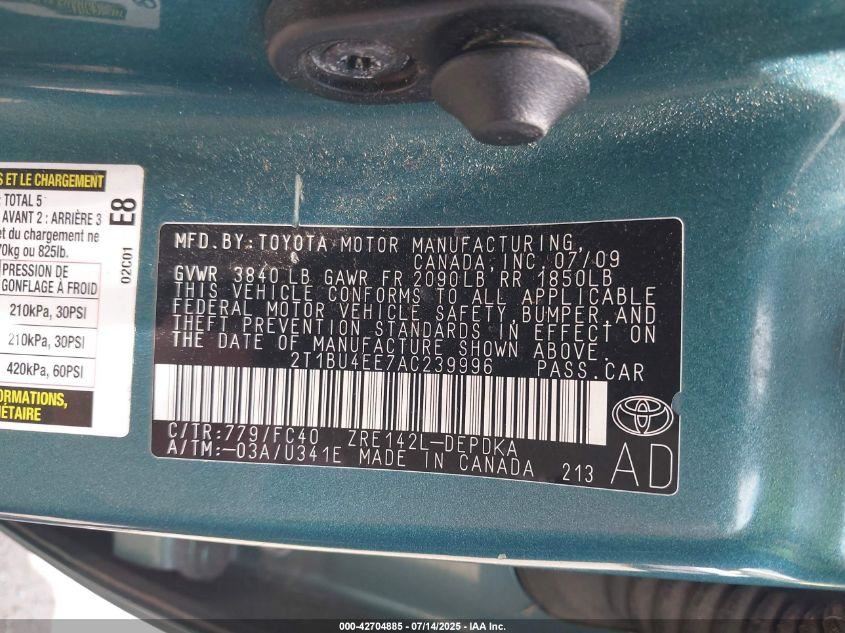 S ET LE CHARGEMENT
: TOTAL 5
AVANT 2 : ARRIÈRE 3
et du chargement ne
70kg ou 825lb.
PRESSION DE
GONFLAGE À FROID
210kPa, 30PSI
210kPa, 30PSI
420kPa, 60PSI
FORMATIONS,
IÉTAIRE
E8
02C01
MFD.BY:TOYOTA MOTOR MANUFACTURING,
CANADA,INC. 07/09
GVWR 3840LB GAWR FR 2090LB RR 1850LB
THIS VEHICLE CONFORMS TO ALL APPLICABLE
FEDERAL MOTOR VEHICLE SAFETY,BUMPER,AND
THEFT PREVENTION STANDARDS IN EFFECT ON
THE DATE OF MANUFACTURE SHOWN ABOVE.
2T1BU4EE7AC239996 PASS.CAR
C/TR:779/FC40 ZRE142L-DEPDKA
A/TM:-03A/U341E MADE IN CANADA 213
AD
000-42704885 - 07/14/2025 - IAA Inc.